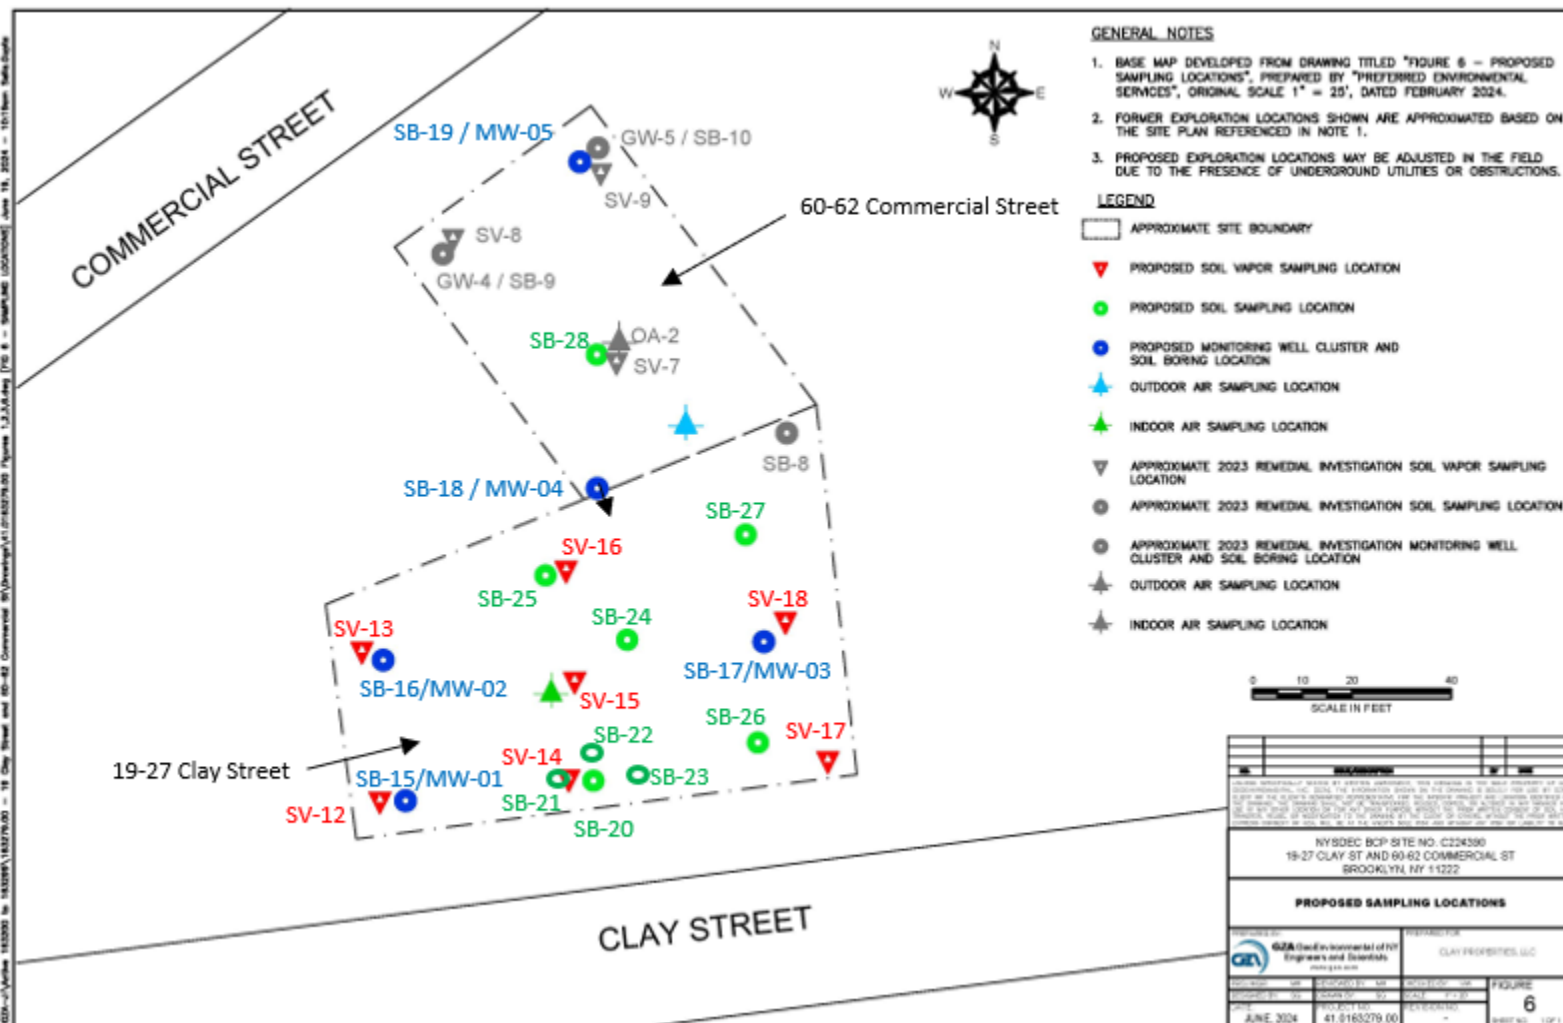 COMMERCIAL STREET
SB-19 / MW-05
GW-5 / SB-10
SV-9
60-62 Commercial Street
SV-8
GW-4 / SB-9
SB-28
OA-2
SV-7
SB-8
SB-18 / MW-04
SB-27
SV-16
SB-25
SB-24
SV-18
SV-13
SB-17/MW-03
SB-16/MW-02
SV-15
SB-26
SV-17
SB-22
SV-14
19-27 Clay Street
SB-15/MW-01
SB-23
SB-21
SV-12
SB-20
CLAY STREET
N
W E
S
GENERAL NOTES
1. BASE MAP DEVELOPED FROM DRAWING TITLED "FIGURE 6 - PROPOSED
SAMPLING LOCATIONS", PREPARED BY "PREFERRED ENVIRONMENTAL
SERVICES", ORIGINAL SCALE 1" = 25', DATED FEBRUARY 2024.
2. FORMER EXPLORATION LOCATIONS SHOWN ARE APPROXIMATED BASED ON
THE SITE PLAN REFERENCED IN NOTE 1.
3. PROPOSED EXPLORATION LOCATIONS MAY BE ADJUSTED IN THE FIELD
DUE TO THE PRESENCE OF UNDERGROUND UTILITIES OR OBSTRUCTIONS.
LEGEND
APPROXIMATE SITE BOUNDARY
PROPOSED SOIL VAPOR SAMPLING LOCATION
PROPOSED SOIL SAMPLING LOCATION
PROPOSED MONITORING WELL CLUSTER AND
SOIL BORING LOCATION
OUTDOOR AIR SAMPLING LOCATION
INDOOR AIR SAMPLING LOCATION
APPROXIMATE 2023 REMEDIAL INVESTIGATION SOIL VAPOR SAMPLING
LOCATION
APPROXIMATE 2023 REMEDIAL INVESTIGATION SOIL SAMPLING LOCATION
APPROXIMATE 2023 REMEDIAL INVESTIGATION MONITORING WELL
CLUSTER AND SOIL BORING LOCATION
OUTDOOR AIR SAMPLING LOCATION
INDOOR AIR SAMPLING LOCATION
0 10 20 40
SCALE IN FEET
NYSDEC BCP SITE NO. C224390
19-27 CLAY ST AND 60-62 COMMERCIAL ST
BROOKLYN, NY 11222
PROPOSED SAMPLING LOCATIONS
PREPARED BY:
GZA GeoEnvironmental of NY
Engineers and Scientists
www.gza.com
PREPARED FOR:
CLAY PROPERTIES, LLC
FIGURE
6
JUNE, 2024
PROJECT NO.
41.0163279.00
REVISION NO.
-